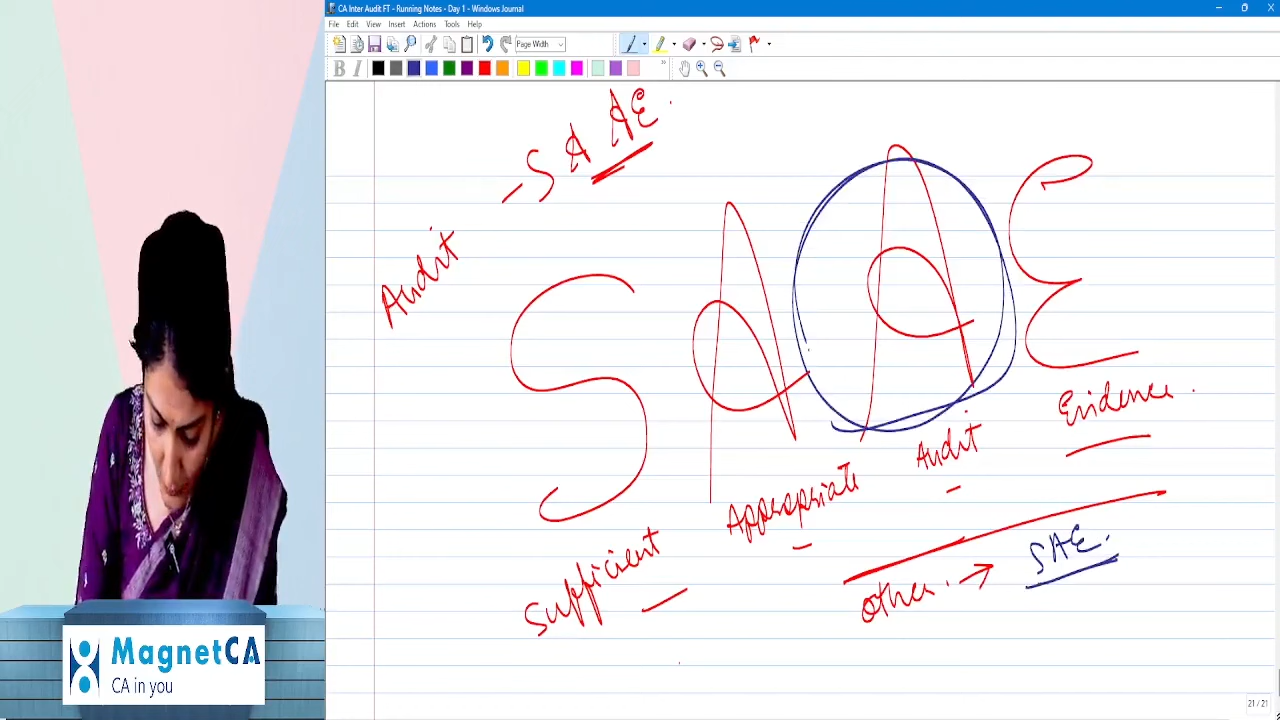 CA Inter Audit FT - Running Notes - Day 1 - Windows Journal
File Edit View Insert Actions Tools Help
Page Width
B I
- SA AE.
Audit
S A A E
Sufficient Appropriate Audit Evidence.
other. → SAE.
MagnetCA
CA in you
21 / 21